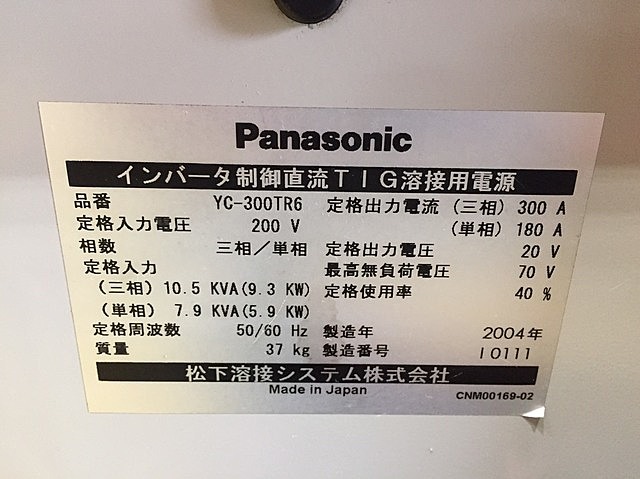 Panasonic
インバータ制御直流TIG溶接用電源
品番 YC-300TR6 定格出力電流 (三相) 300 A
定格入力電圧 200 V (単相) 180 A
相数 三相/単相 定格出力電圧 20 V
定格入力 最高無負荷電圧 70 V
(三相) 10.5 KVA(9.3 KW) 定格使用率 40 %
(単相) 7.9 KVA(5.9 KW)
定格周波数 50/60 Hz 製造年 2004年
質量 37 kg 製造番号 10111
松下溶接システム株式会社
Made in Japan
CNM00169-02